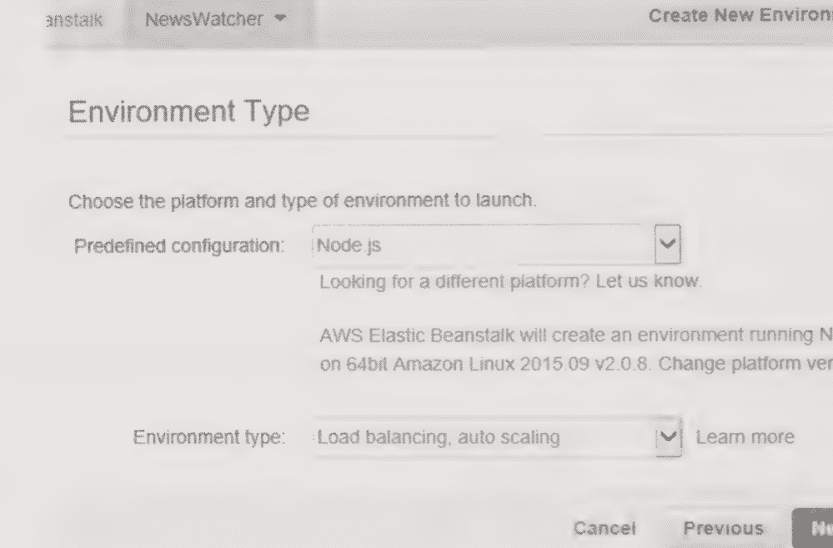 NewsWatcher
Create New
Environment Type
Choose the platform and type of environment to launch.
Predefined configuration: Node js
Looking for a different platform? Let us know.
AWS Elastic Beanstalk will create an environment running
on 64bit Amazon Linux 2015.09 v2.0.8. Change platform
Environment type: Load balancing, auto scaling Learn more
Cancel Previous